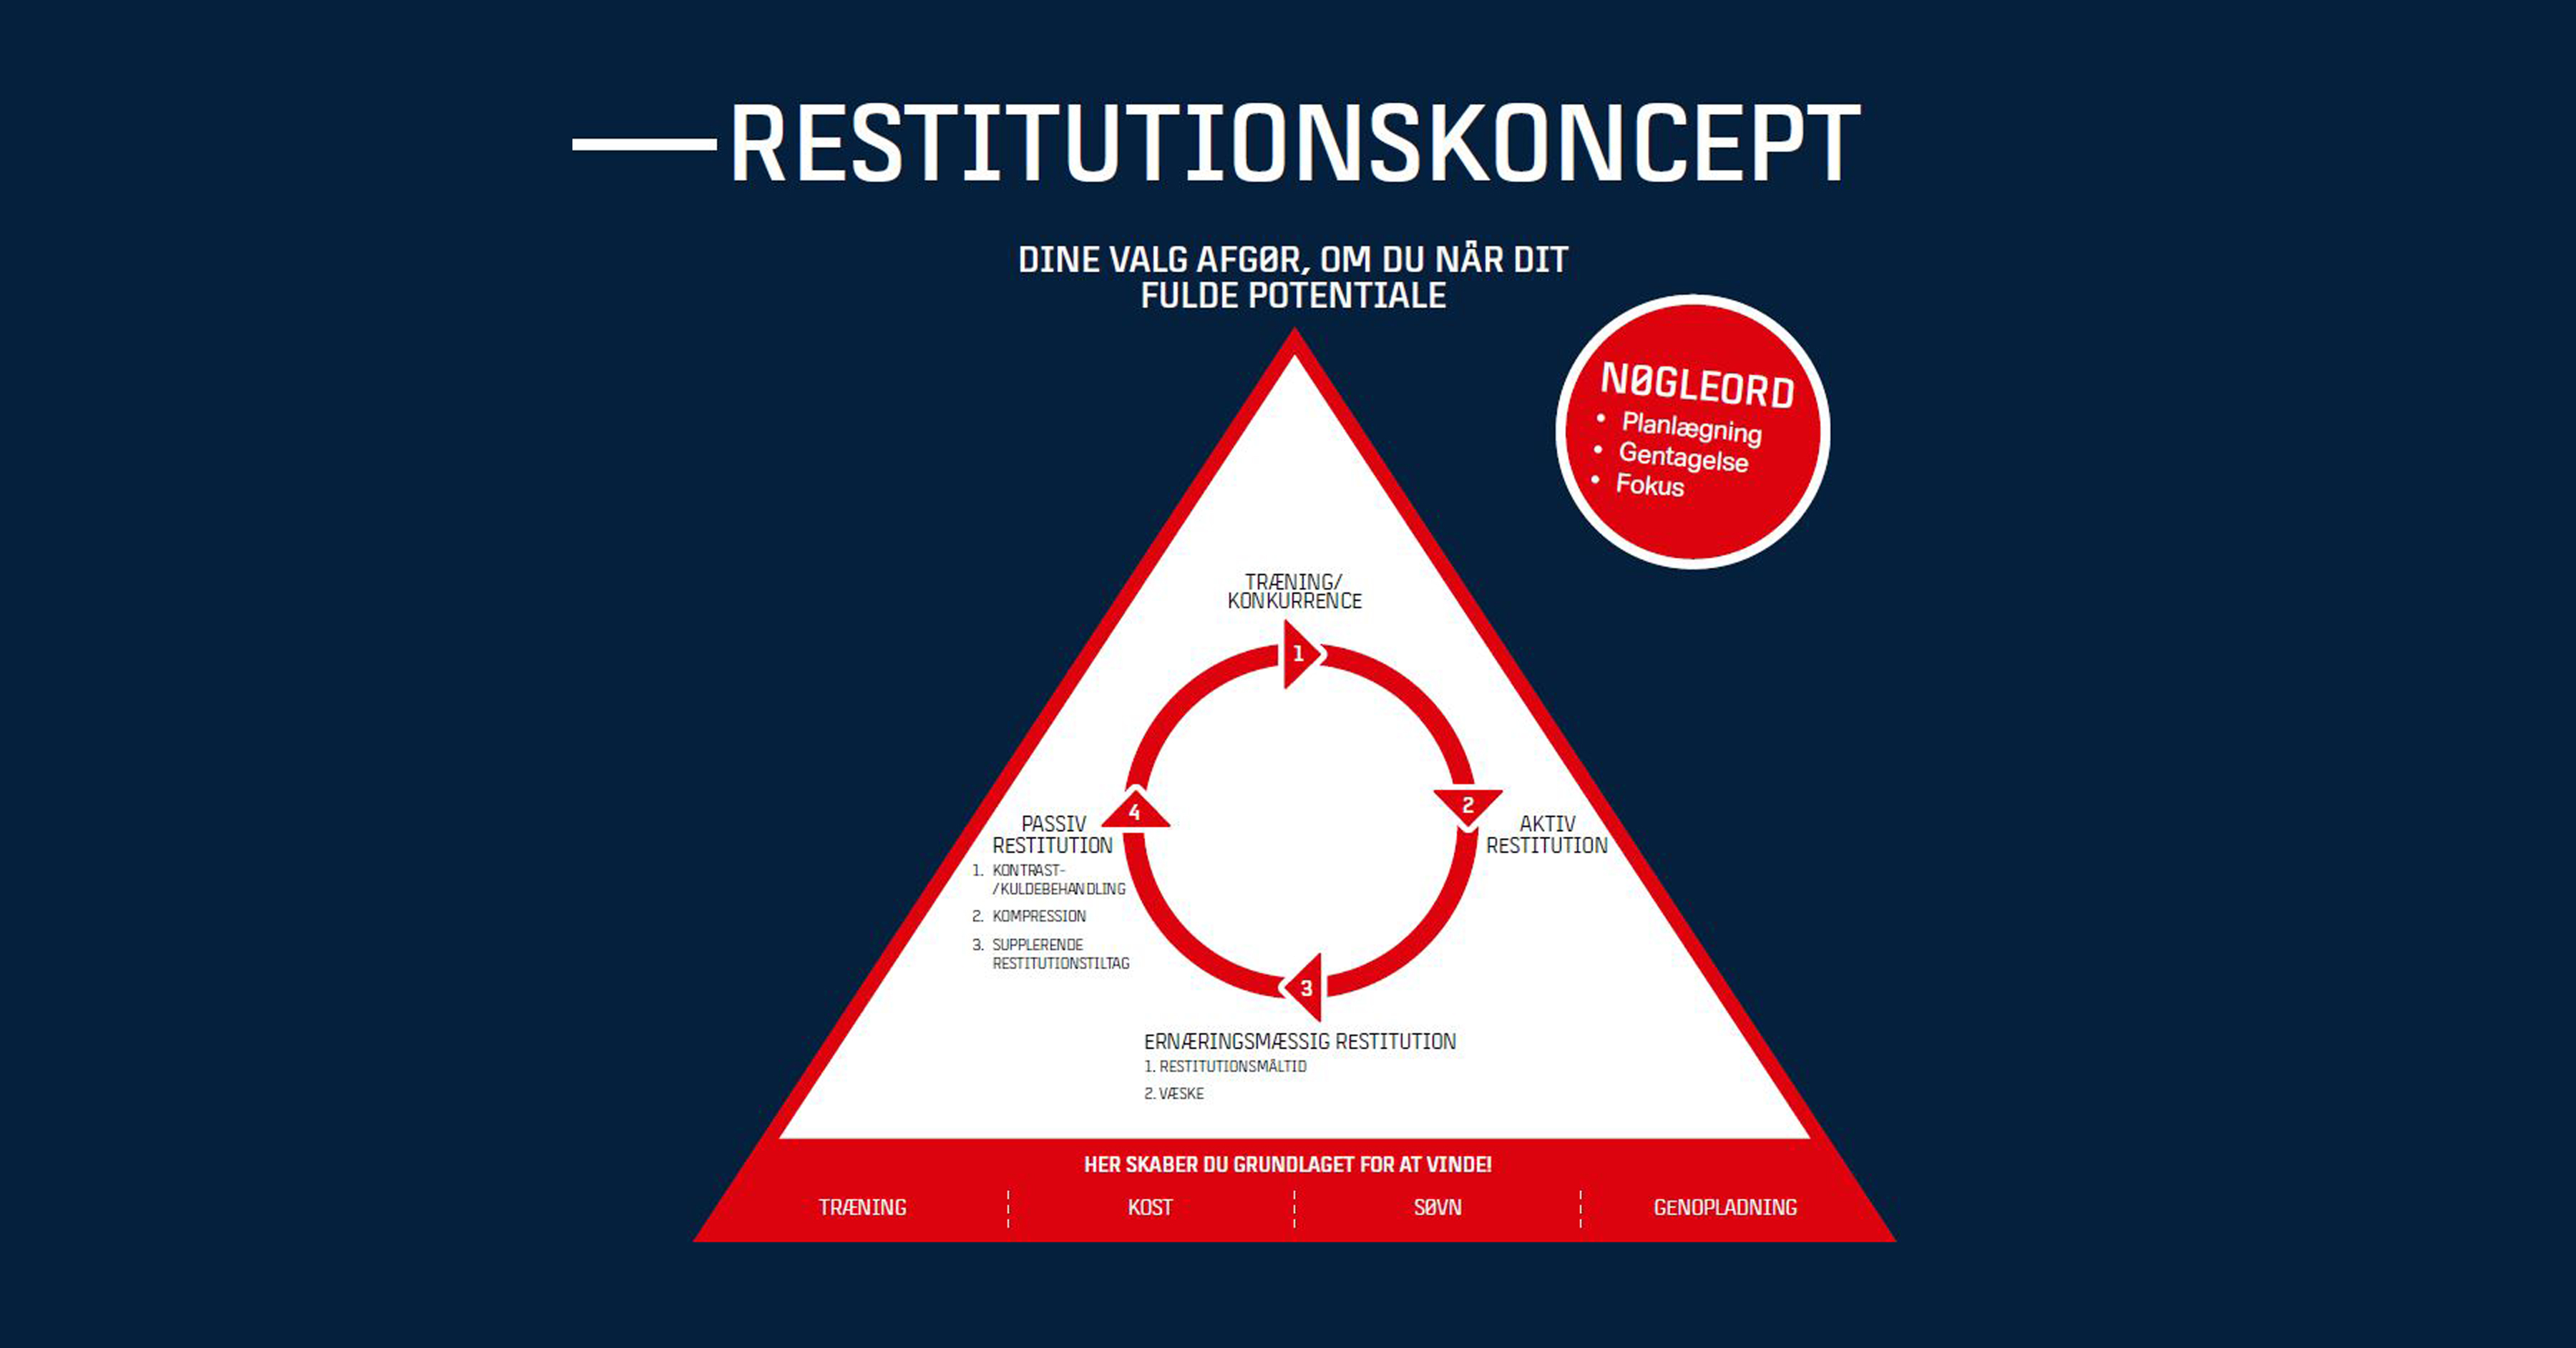 RESTITUTIONSKONCEPT
DINE VALG AFGØR, OM DU NÅR DIT
FULDE POTENTIALE
NØGLEORD
• Planlægning
• Gentagelse
• Fokus
TRÆNING/
KONKURRENCE
1
2
AKTIV
RESTITUTION
4
PASSIV
RESTITUTION
1. KONTRAST-
/KULDEBEHANDLING
2. KOMPRESSION
3. SUPPLERENDE
RESTITUTIONSTILTAG
3
ERNÆRINGSMÆSSIG RESTITUTION
1. RESTITUTIONSMÅLTID
2. VÆSKE
HER SKABER DU GRUNDLAGET FOR AT VINDE!
TRÆNING
KOST
SØVN
GENOPLADNING